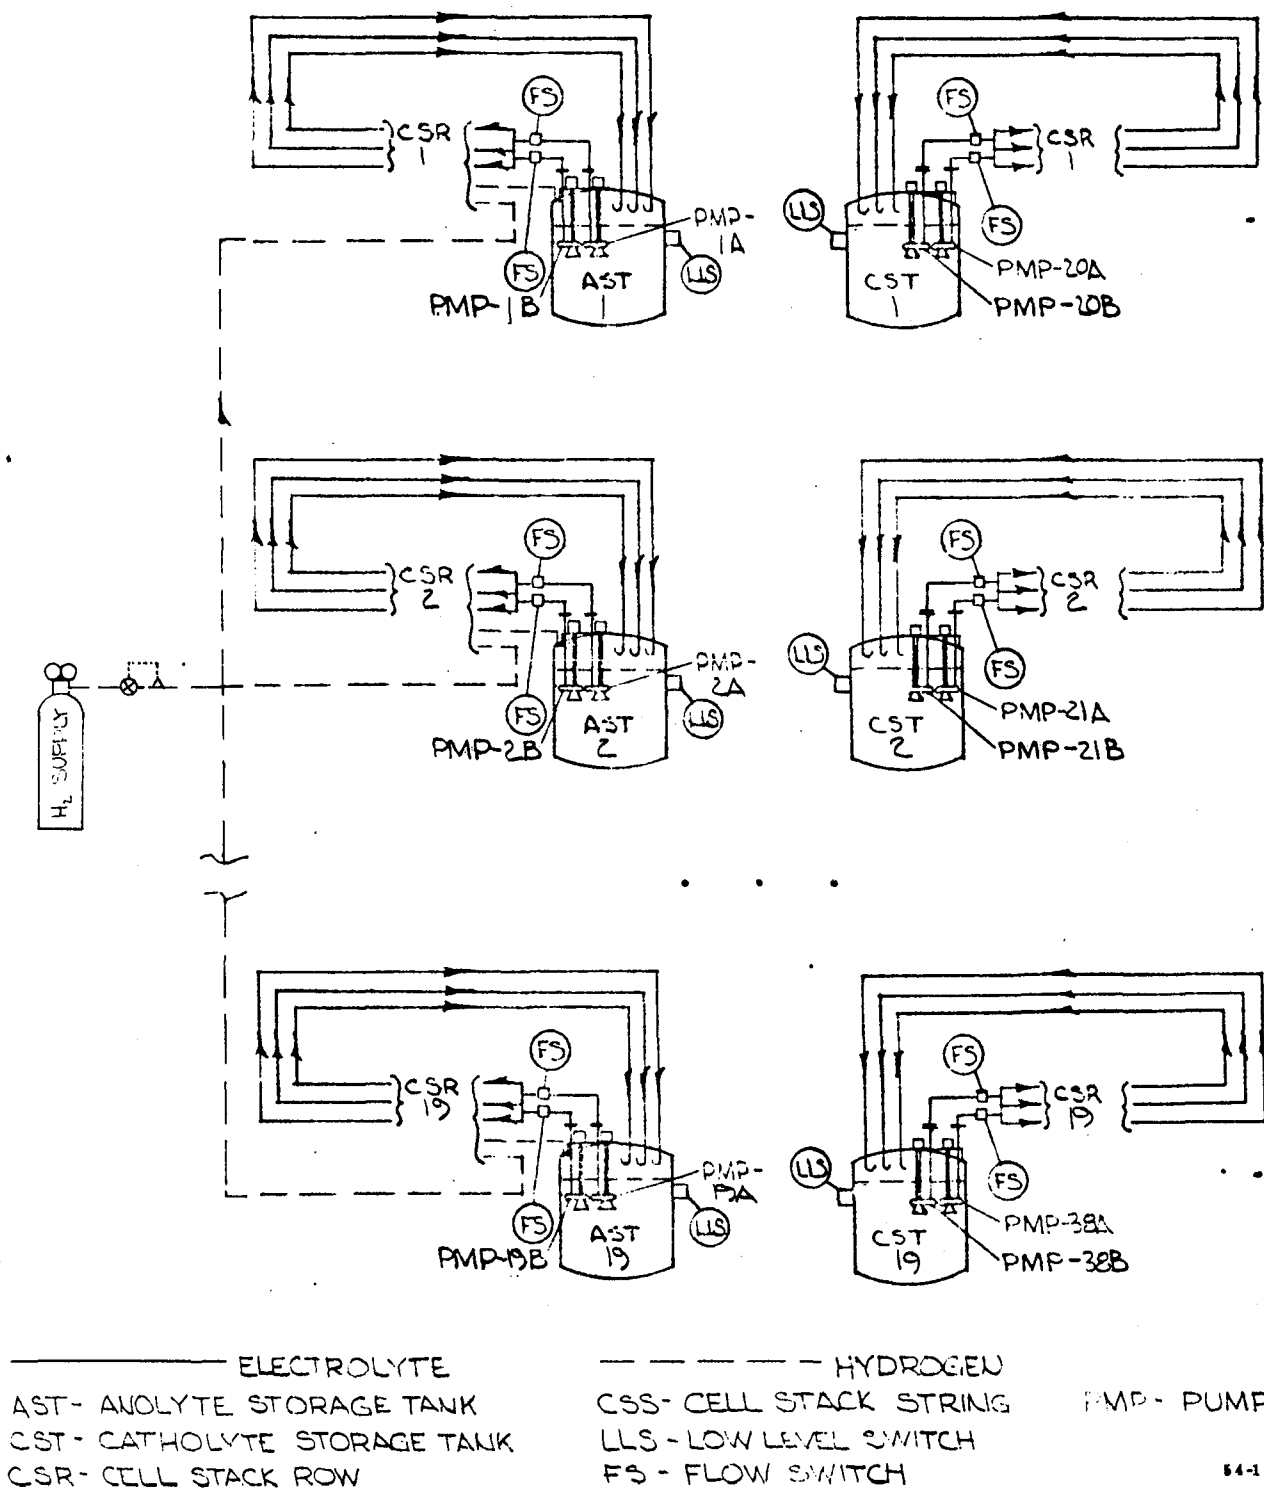 FS
FS
CSR
1
CSR
1
LLS
FS
PMP-
1A
FS
LLS
PMP-20A
AST
1
CST
1
PMP-1B
PMP-20B
FS
FS
CSR
2
CSR
2
LLS
FS
PMP-
2A
FS
LLS
PMP-21A
AST
2
CST
2
PMP-2B
PMP-21B
H₂ SUPPLY
. . .
FS
FS
CSR
19
CSR
19
LLS
FS
PMP-
19A
FS
LLS
PMP-38A
AST
19
CST
19
PMP-19B
PMP-38B
ELECTROLYTE
HYDROGEN
AST- ANOLYTE STORAGE TANK
CSS- CELL STACK STRING
PMP- PUMP
CST- CATHOLYTE STORAGE TANK
LLS-LOW LEVEL SWITCH
CSR- CELL STACK ROW
FS - FLOW SWITCH
54-1